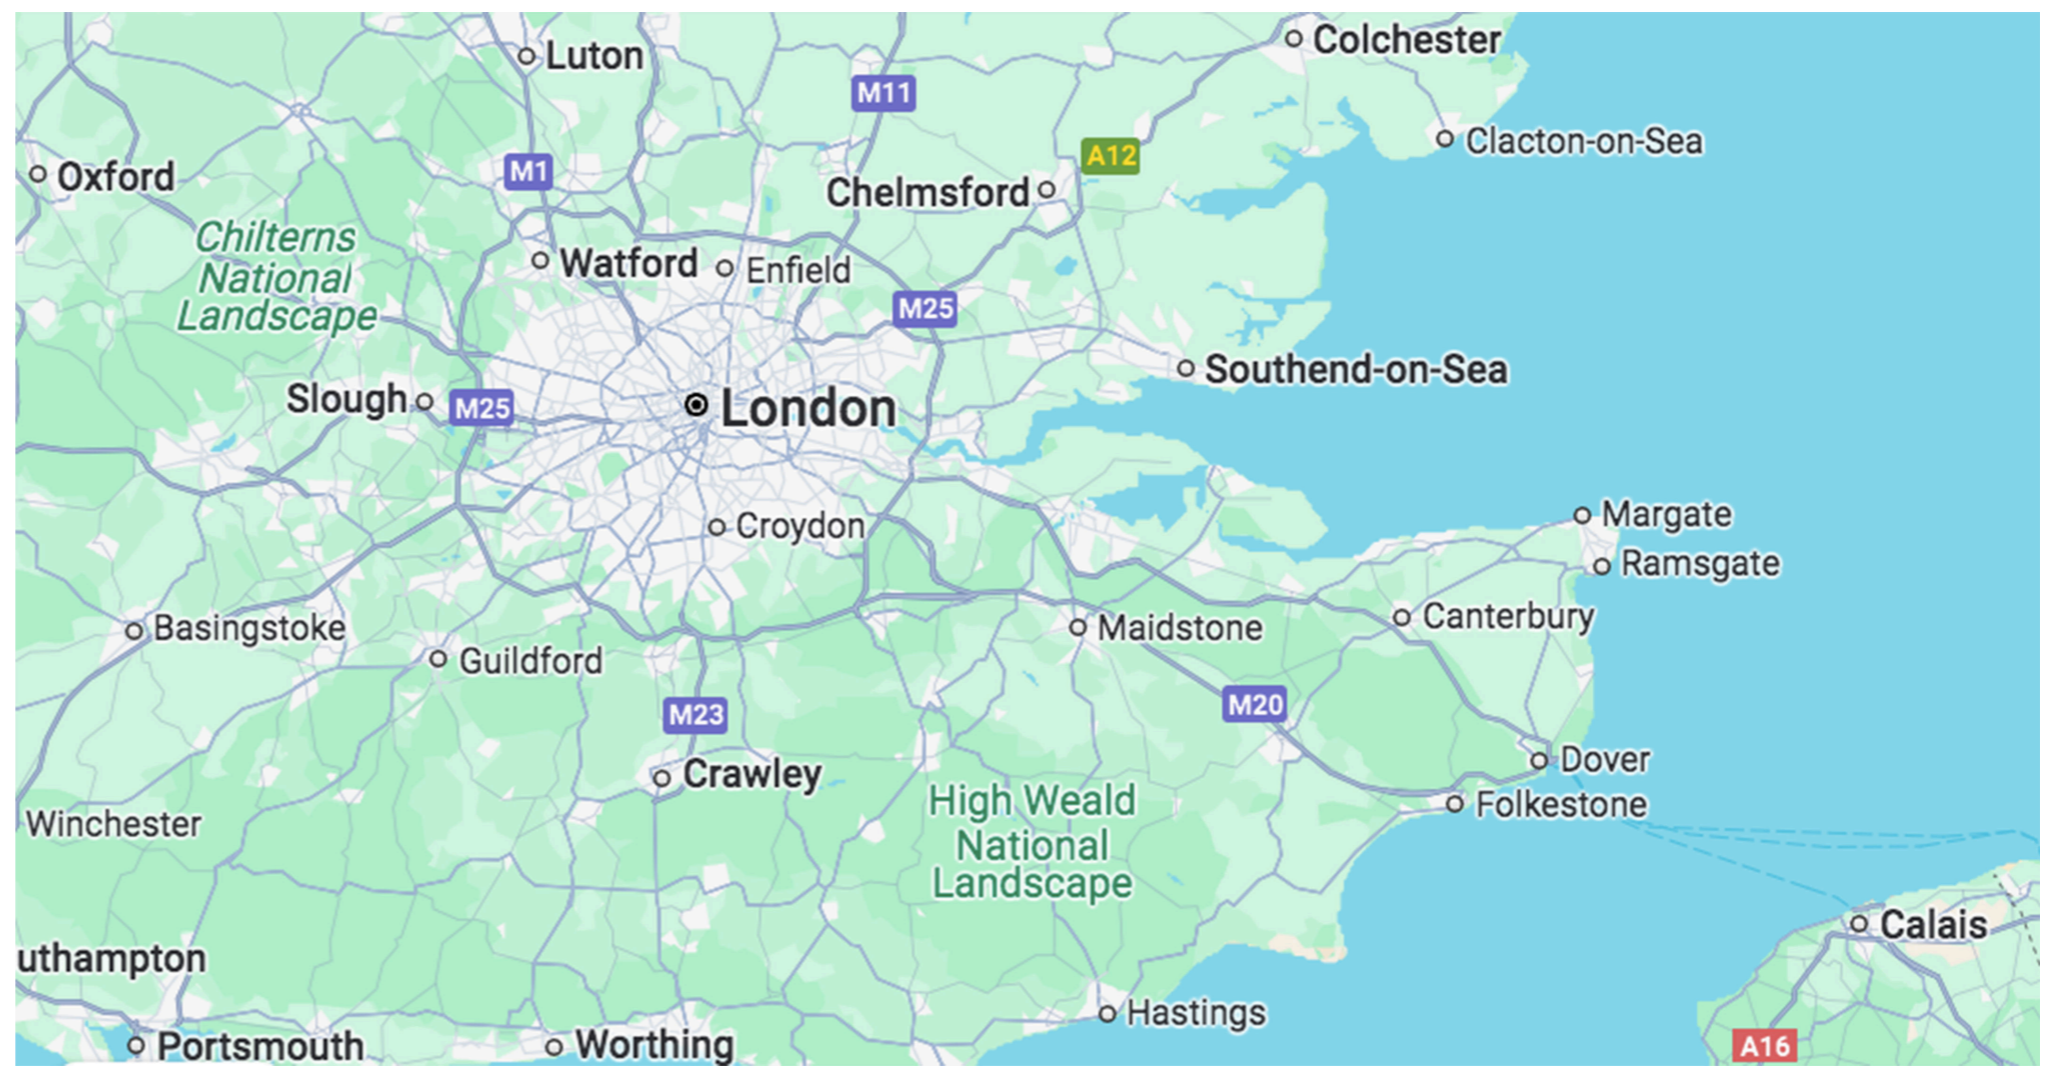 Luton
Colchester
M11
Clacton-on-Sea
A12
M1
Oxford
Chelmsford
Chilterns
National
Landscape
Watford
Enfield
M25
Southend-on-Sea
Slough
M25
London
Margate
Croydon
Ramsgate
Canterbury
Basingstoke
Maidstone
Guildford
M20
M23
Dover
Crawley
Folkestone
High Weald
National
Landscape
Winchester
Calais
uthampton
Hastings
Portsmouth
Worthing
A16